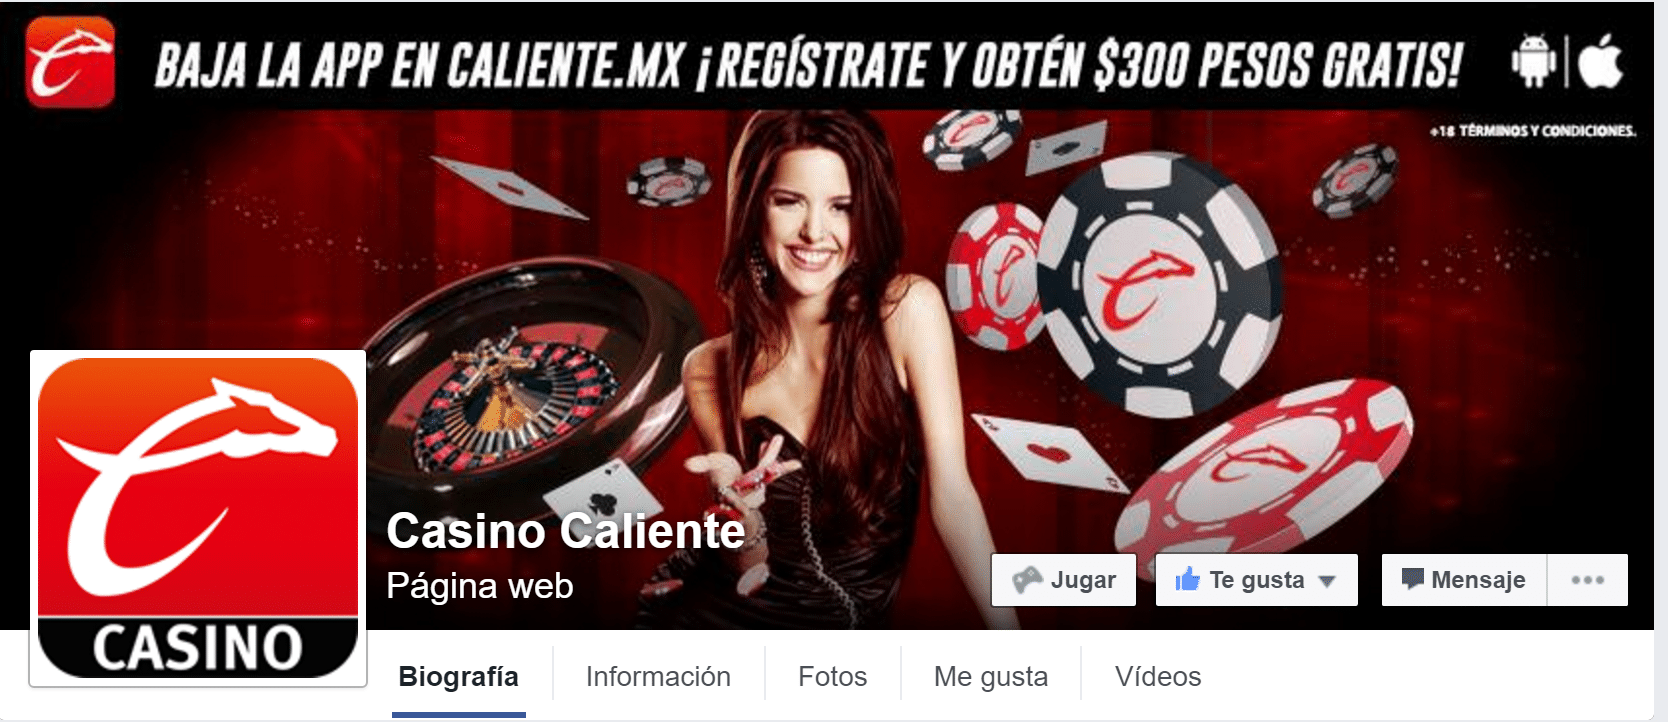 BAJA LA APP EN CALIENTE.MX ¡REGÍSTRATE Y OBTÉN $300 PESOS GRATIS!
+18 TÉRMINOS Y CONDICIONES.
CASINO
Casino Caliente
Página web
Jugar
Te gusta
Mensaje
Biografía
Información
Fotos
Me gusta
Vídeos